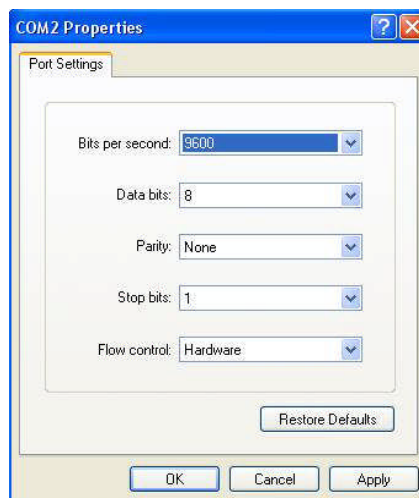 COM2 Properties
Port Settings
Bits per second: 9600
Data bits: 8
Parity: None
Stop bits: 1
Flow control: Hardware
Restore Defaults
OK Cancel Apply